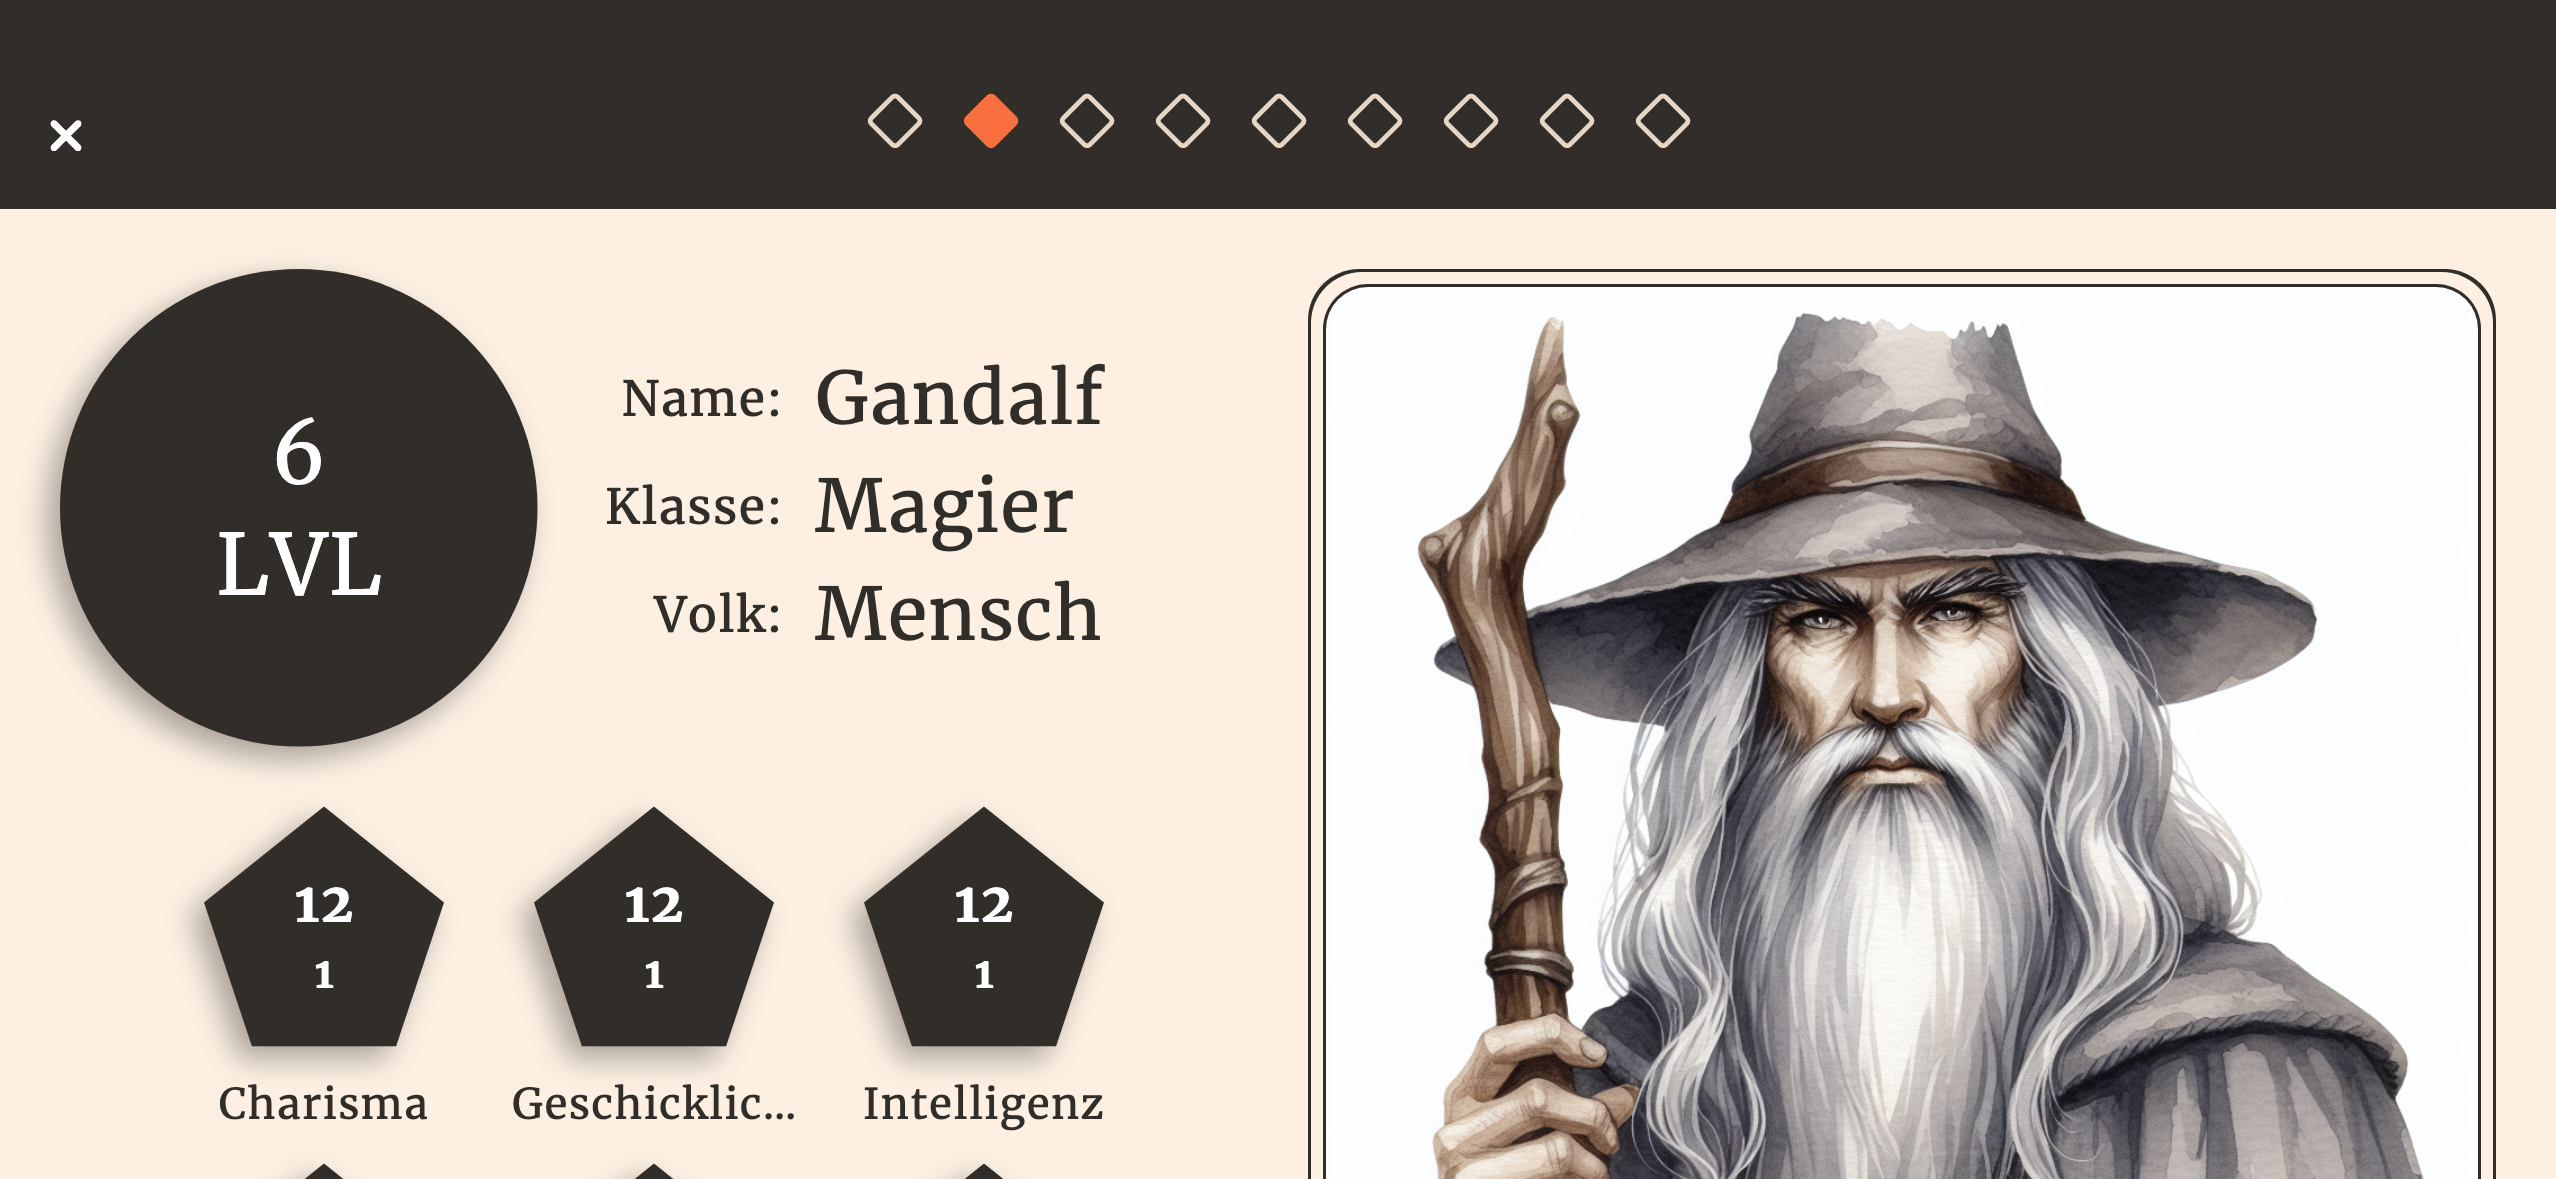 6
LVL
Name: Gandalf
Klasse: Magier
Volk: Mensch
12
1
Charisma
12
1
Geschicklic...
12
1
Intelligenz